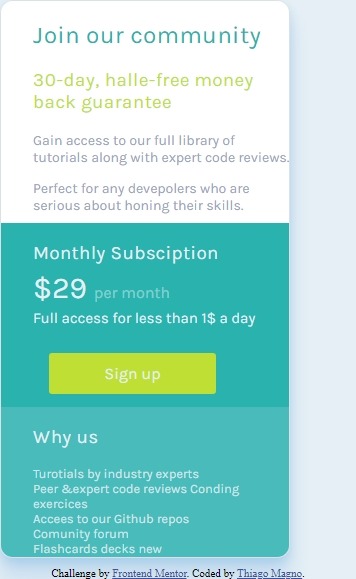 Join our community
30-day, halle-free money
back guarantee
Gain access to our full library of
tutorials along with expert code reviews.
Perfect for any devepolers who are
serious about honing their skills.
Monthly Subsciption
$29 per month
Full access for less than 1$ a day
Sign up
Why us
Turotials by industry experts
Peer &expert code reviews Conding
exercices
Accees to our Github repos
Comunity forum
Flashcards decks new
Challenge by Frontend Mentor. Coded by Thiago Magno.